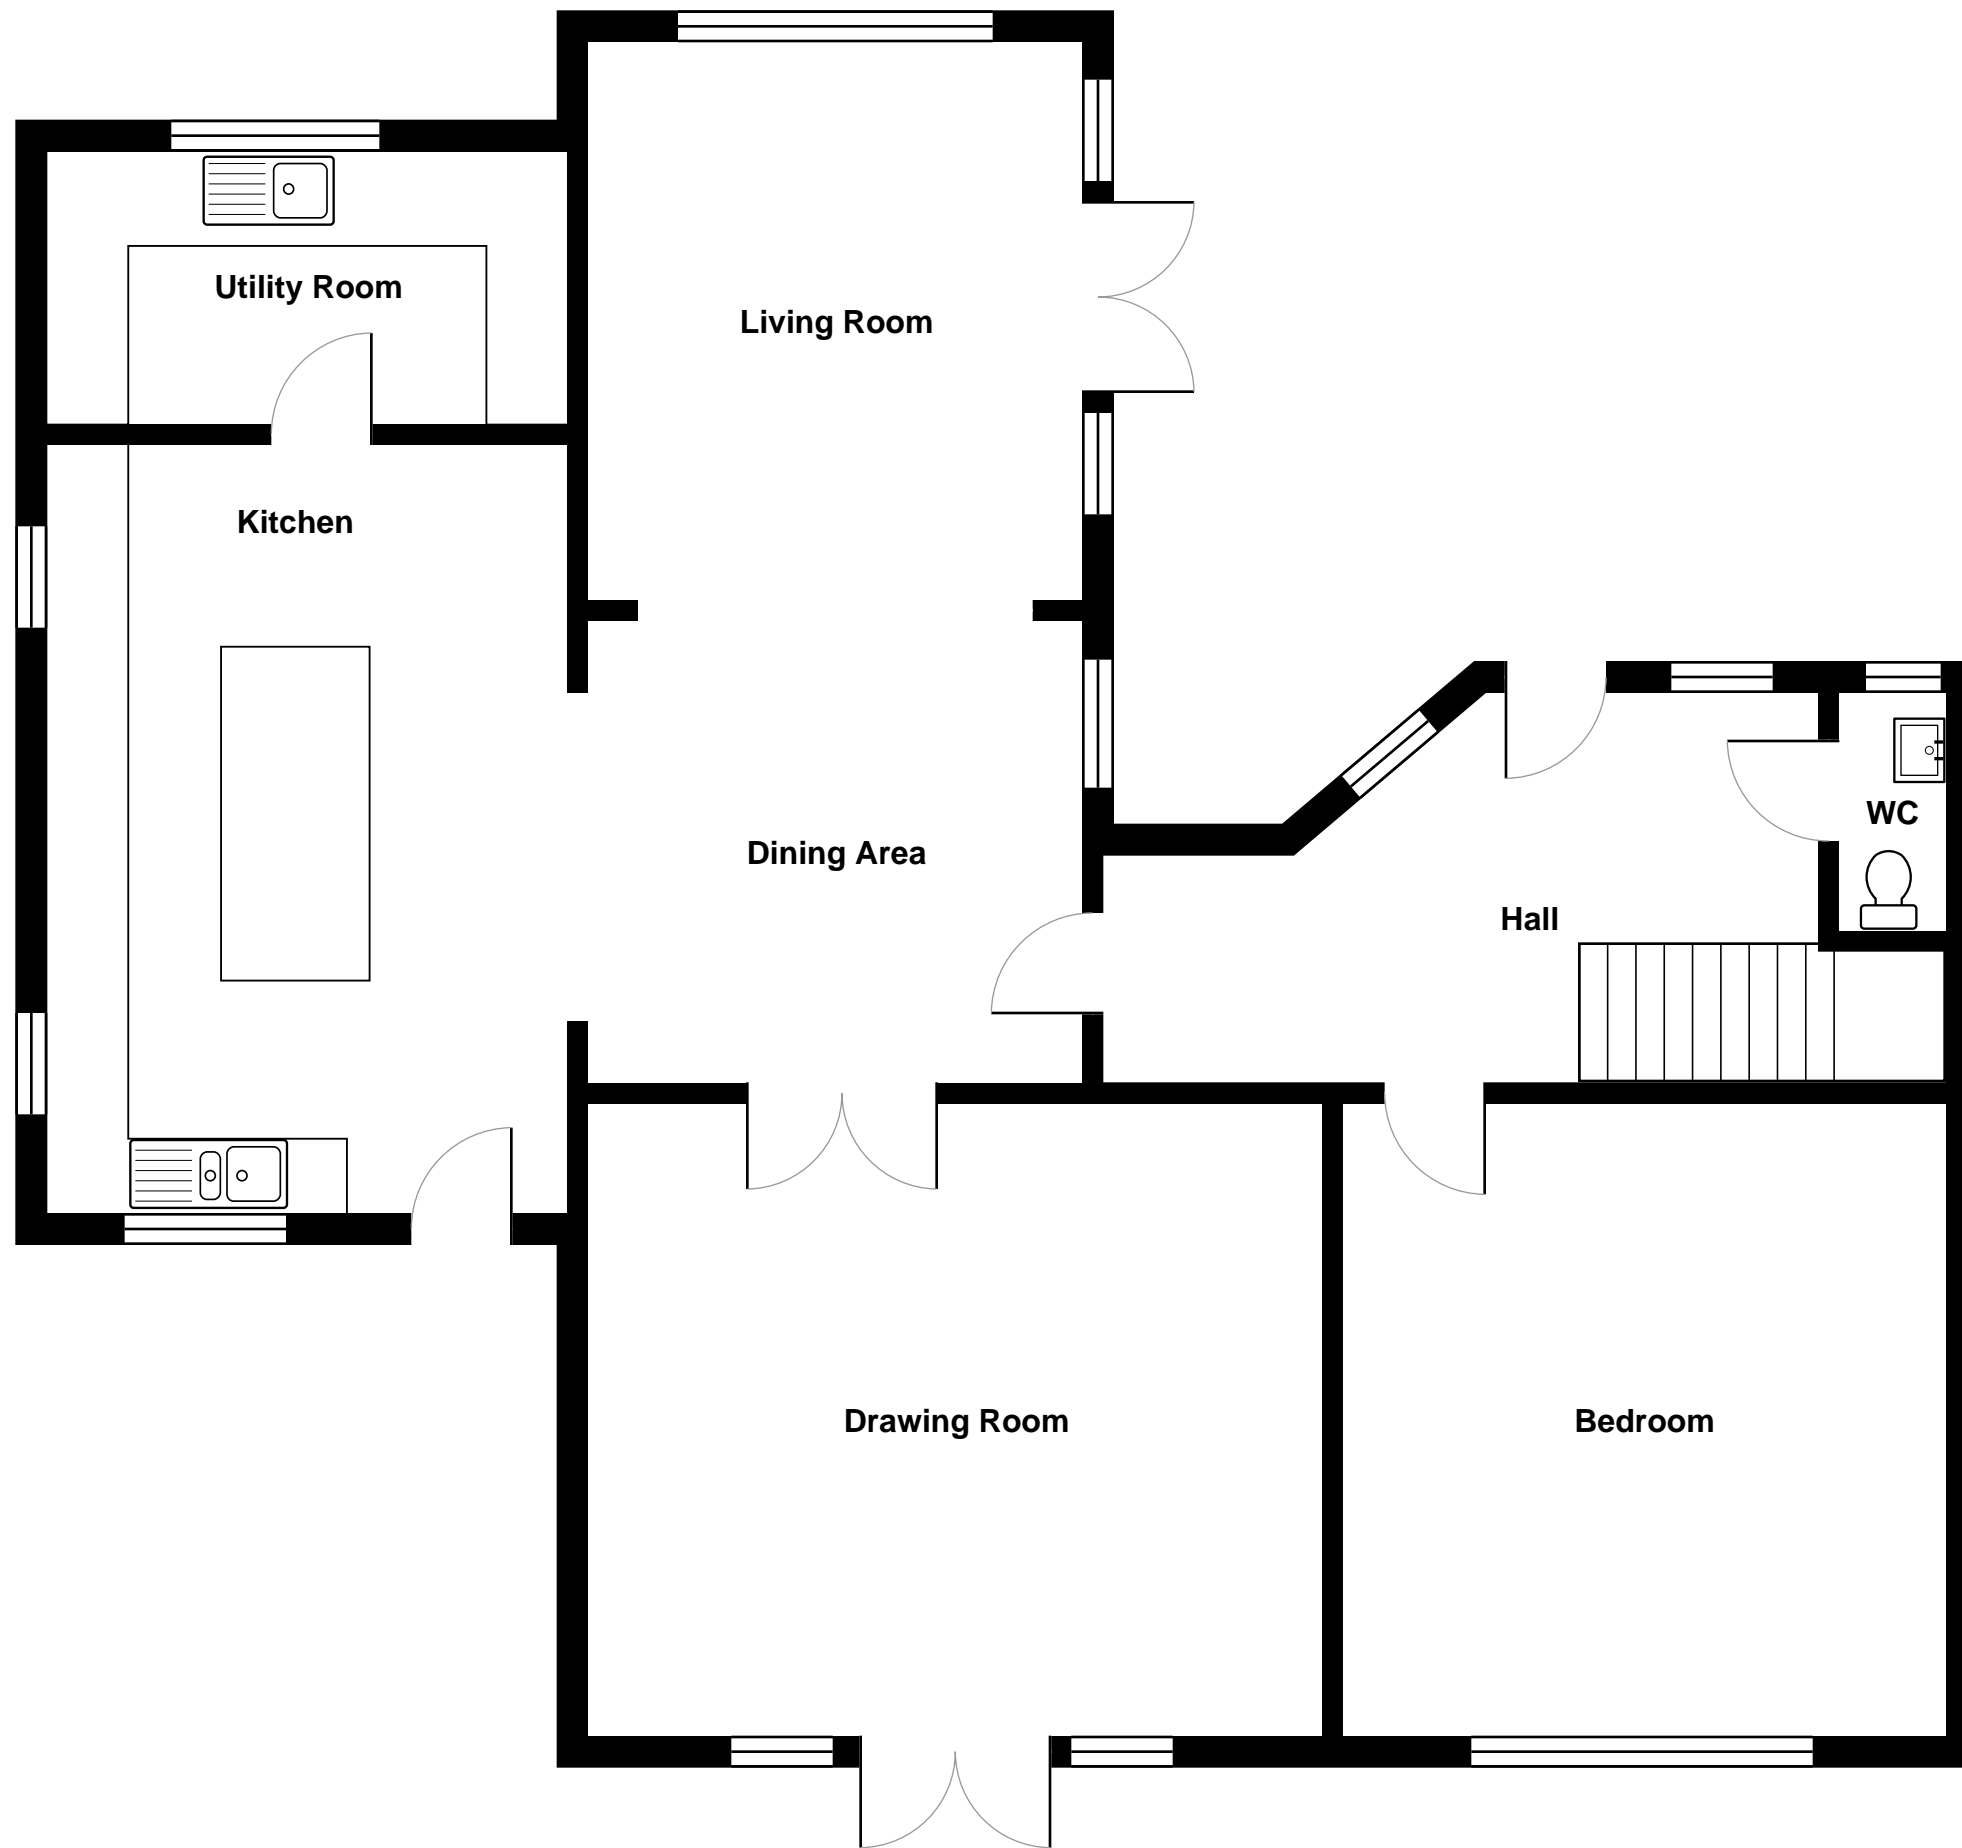 Utility Room
Living Room
Kitchen
WC
Dining Area
Hall
Drawing Room
Bedroom